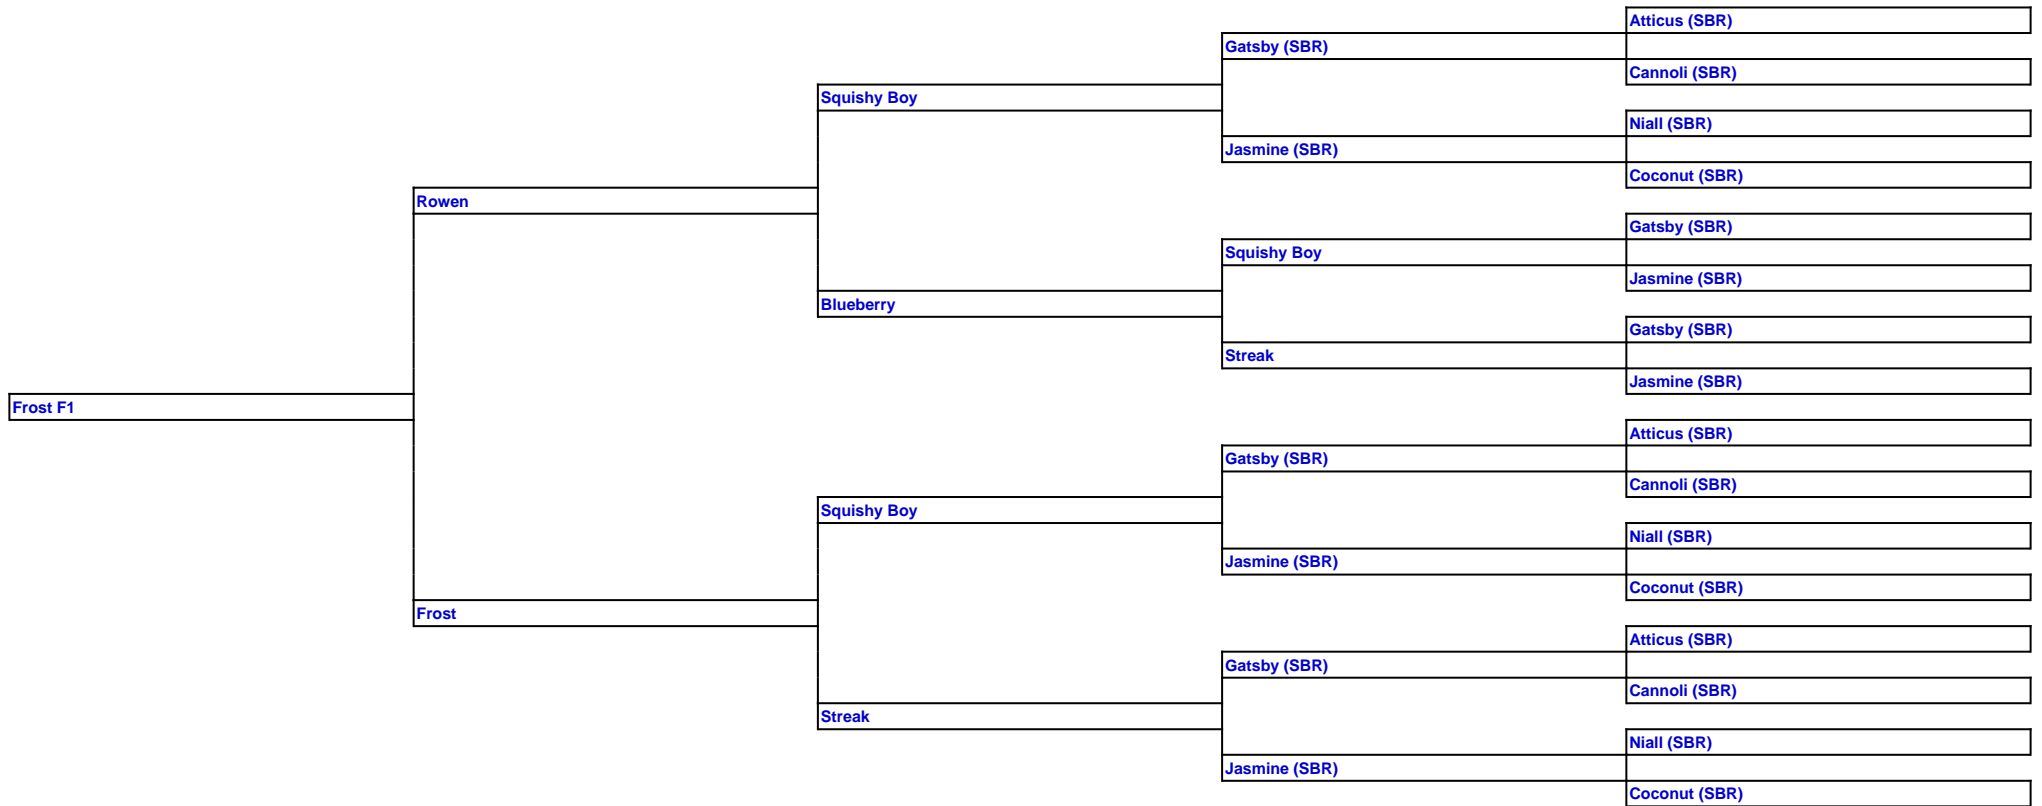 Atticus (SBR)
Gatsby (SBR)
Cannoli (SBR)
Squishy Boy
Niall (SBR)
Jasmine (SBR)
Coconut (SBR)
Rowen
Gatsby (SBR)
Squishy Boy
Jasmine (SBR)
Blueberry
Gatsby (SBR)
Streak
Jasmine (SBR)
Frost F1
Atticus (SBR)
Gatsby (SBR)
Cannoli (SBR)
Squishy Boy
Niall (SBR)
Jasmine (SBR)
Coconut (SBR)
Frost
Atticus (SBR)
Gatsby (SBR)
Cannoli (SBR)
Streak
Niall (SBR)
Jasmine (SBR)
Coconut (SBR)